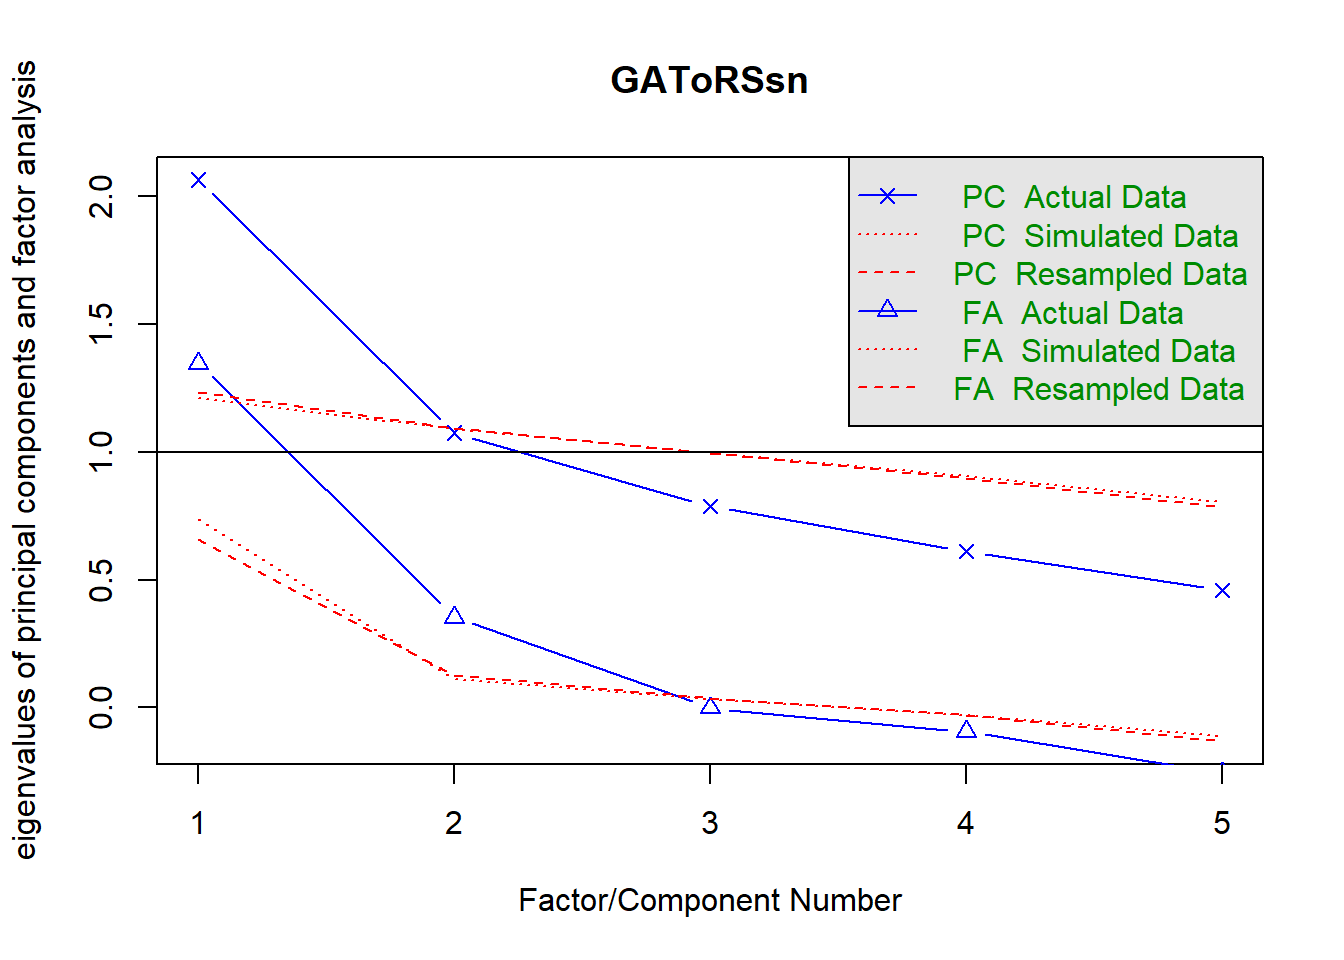 GAToRSsn
eigenvalues of principal components and factor analysis
2.0
1.5
1.0
0.5
0.0
PC Actual Data
PC Simulated Data
PC Resampled Data
FA Actual Data
FA Simulated Data
FA Resampled Data
1 2 3 4 5
Factor/Component Number